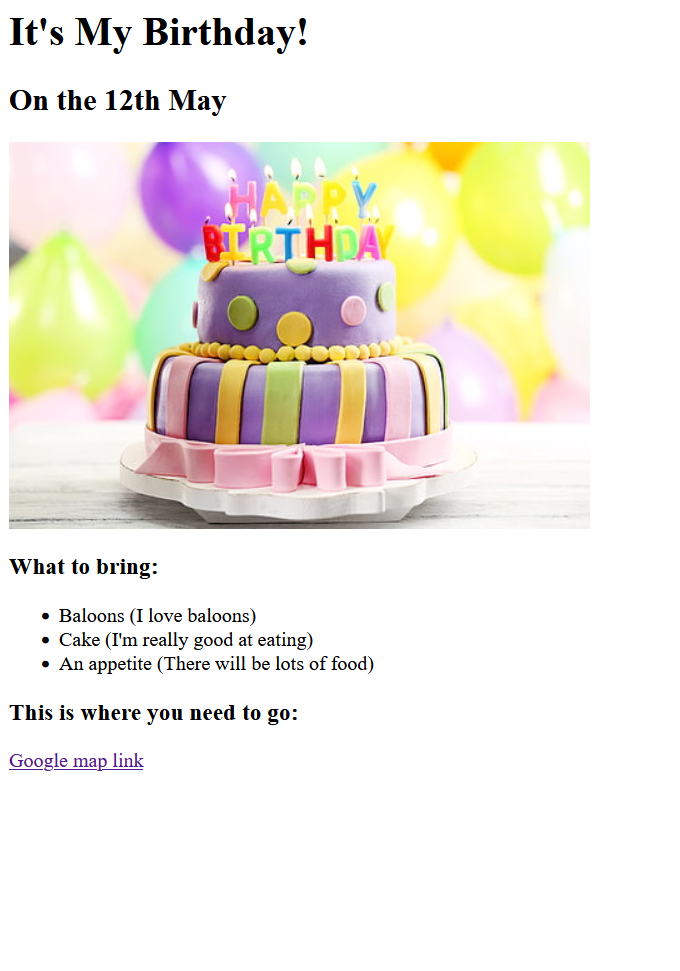 It's My Birthday!
On the 12th May
HAPPY
BIRTHDAY
What to bring:
Baloons (I love baloons)
Cake (I'm really good at eating)
An appetite (There will be lots of food)
This is where you need to go:
Google map link